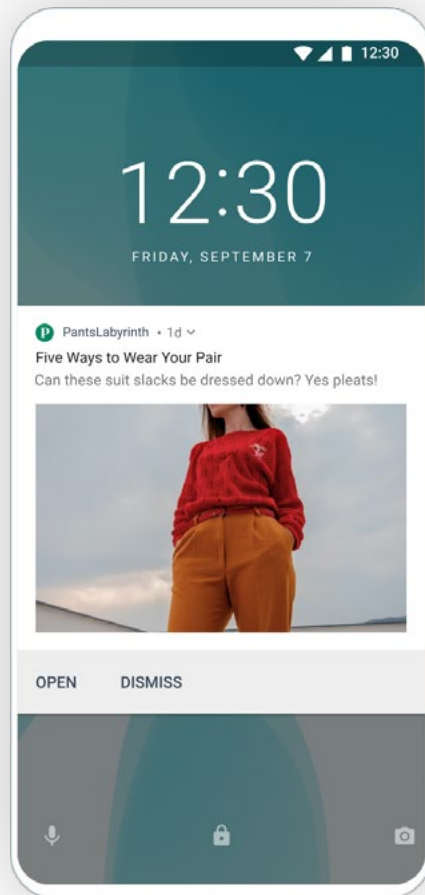 12:30
12:30
FRIDAY, SEPTEMBER 7
P PantsLabyrinth • 1d
Five Ways to Wear Your Pair
Can these suit slacks be dressed down? Yes pleats!
OPEN DISMISS